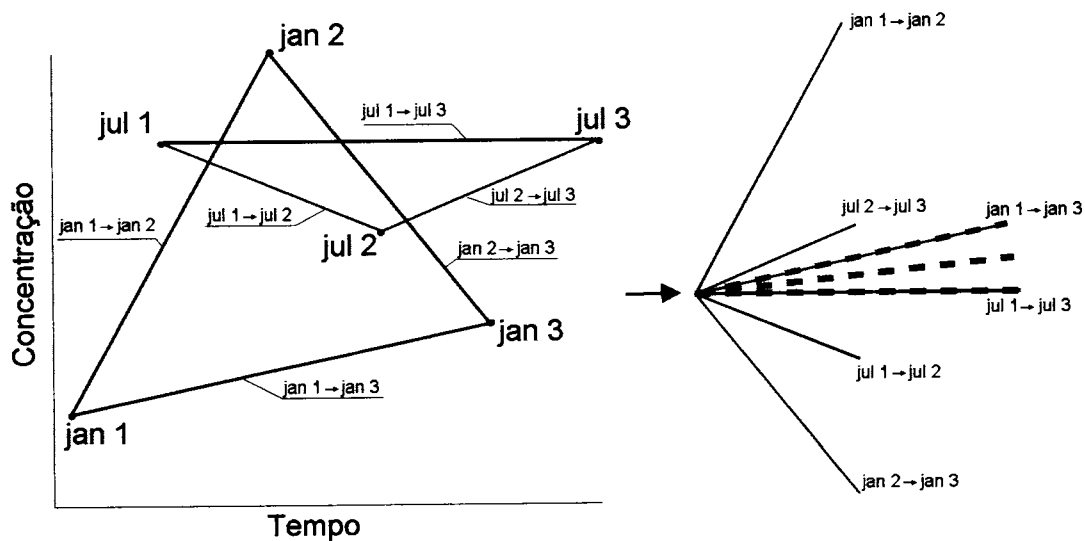 jan 2
jul 1
jul 1→jul 3
jul 3
jan 1→jan 2
jul 1→jul 2
jul 2→jul 3
jul 2
jan 2→jan 3
jan 3
jan 1→jan 3
jan 1
Concentração
Tempo
jan 1→jan 2
jul 2→jul 3
jan 1→jan 3
jul 1→jul 3
jul 1→jul 2
jan 2→jan 3